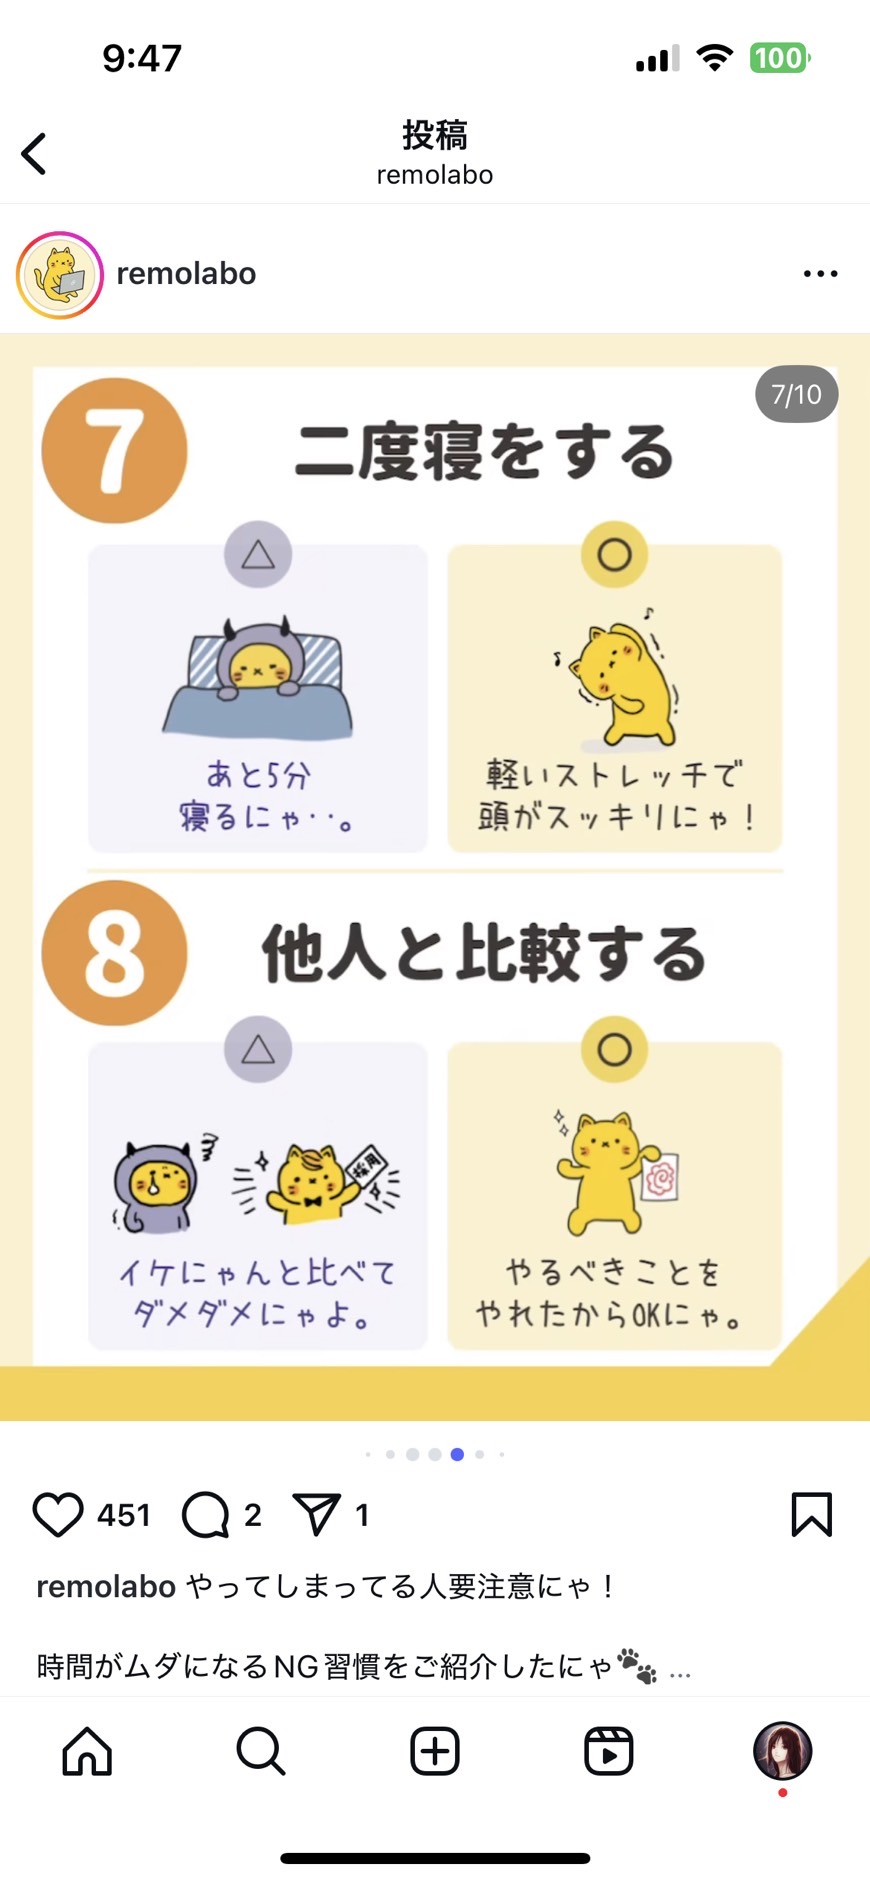 9:47
100
投稿
remolabo
remolabo
7/10
7
二度寝をする
△
○
あと5分
寝るにゃ・・。
軽いストレッチで
頭がスッキリにゃ！
8
他人と比較する
△
○
採用
イケにゃんと比べて
ダメダメにゃよ。
やるべきことを
やれたからOKにゃ。
451
2
1
remolabo やってしまってる人要注意にゃ！
時間がムダになるNG習慣をご紹介したにゃ🐾 ...